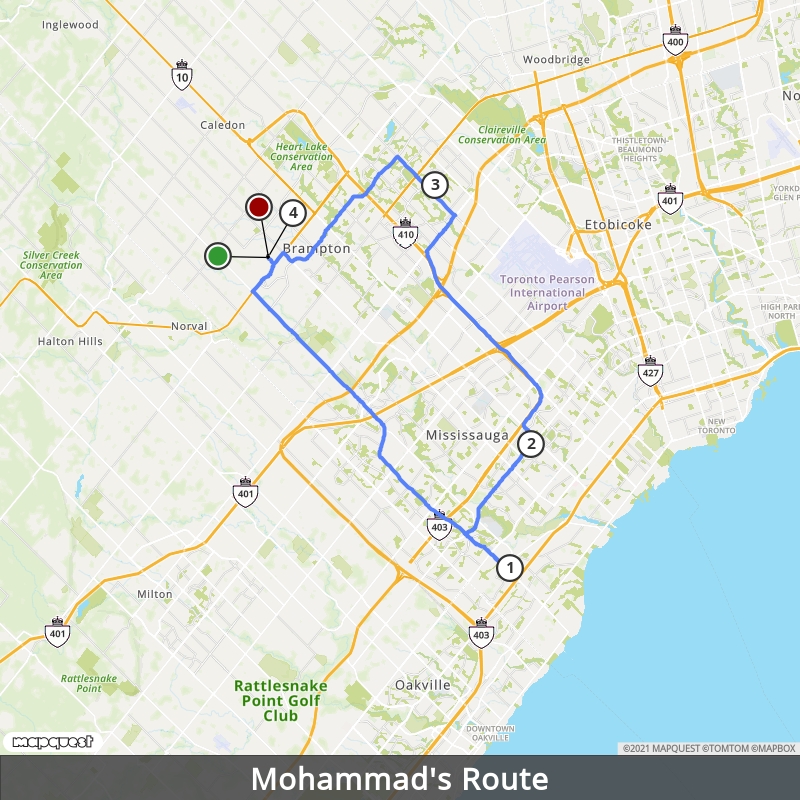 Inglewood
Woodbridge
400
10
No
Caledon
Claireville
Conservation Area
Heart Lake
Conservation
Area
THISTLETOWN-
BEAUMOND
HEIGHTS
3
401
YORKD
GLEN P
4
Etobicoke
410
Brampton
Silver Creek
Conservation
Area
Toronto Pearson
International
Airport
HIGH PARK
NORTH
Norval
Halton Hills
427
NEW
TORONTO
Mississauga
2
401
403
1
Milton
401
403
Rattlesnake
Point
Rattlesnake
Point Golf
Club
Oakville
DOWNTOWN
OAKVILLE
mapquest
©2021 MAPQUEST ©TOMTOM ©MAPBOX
Mohammad's Route